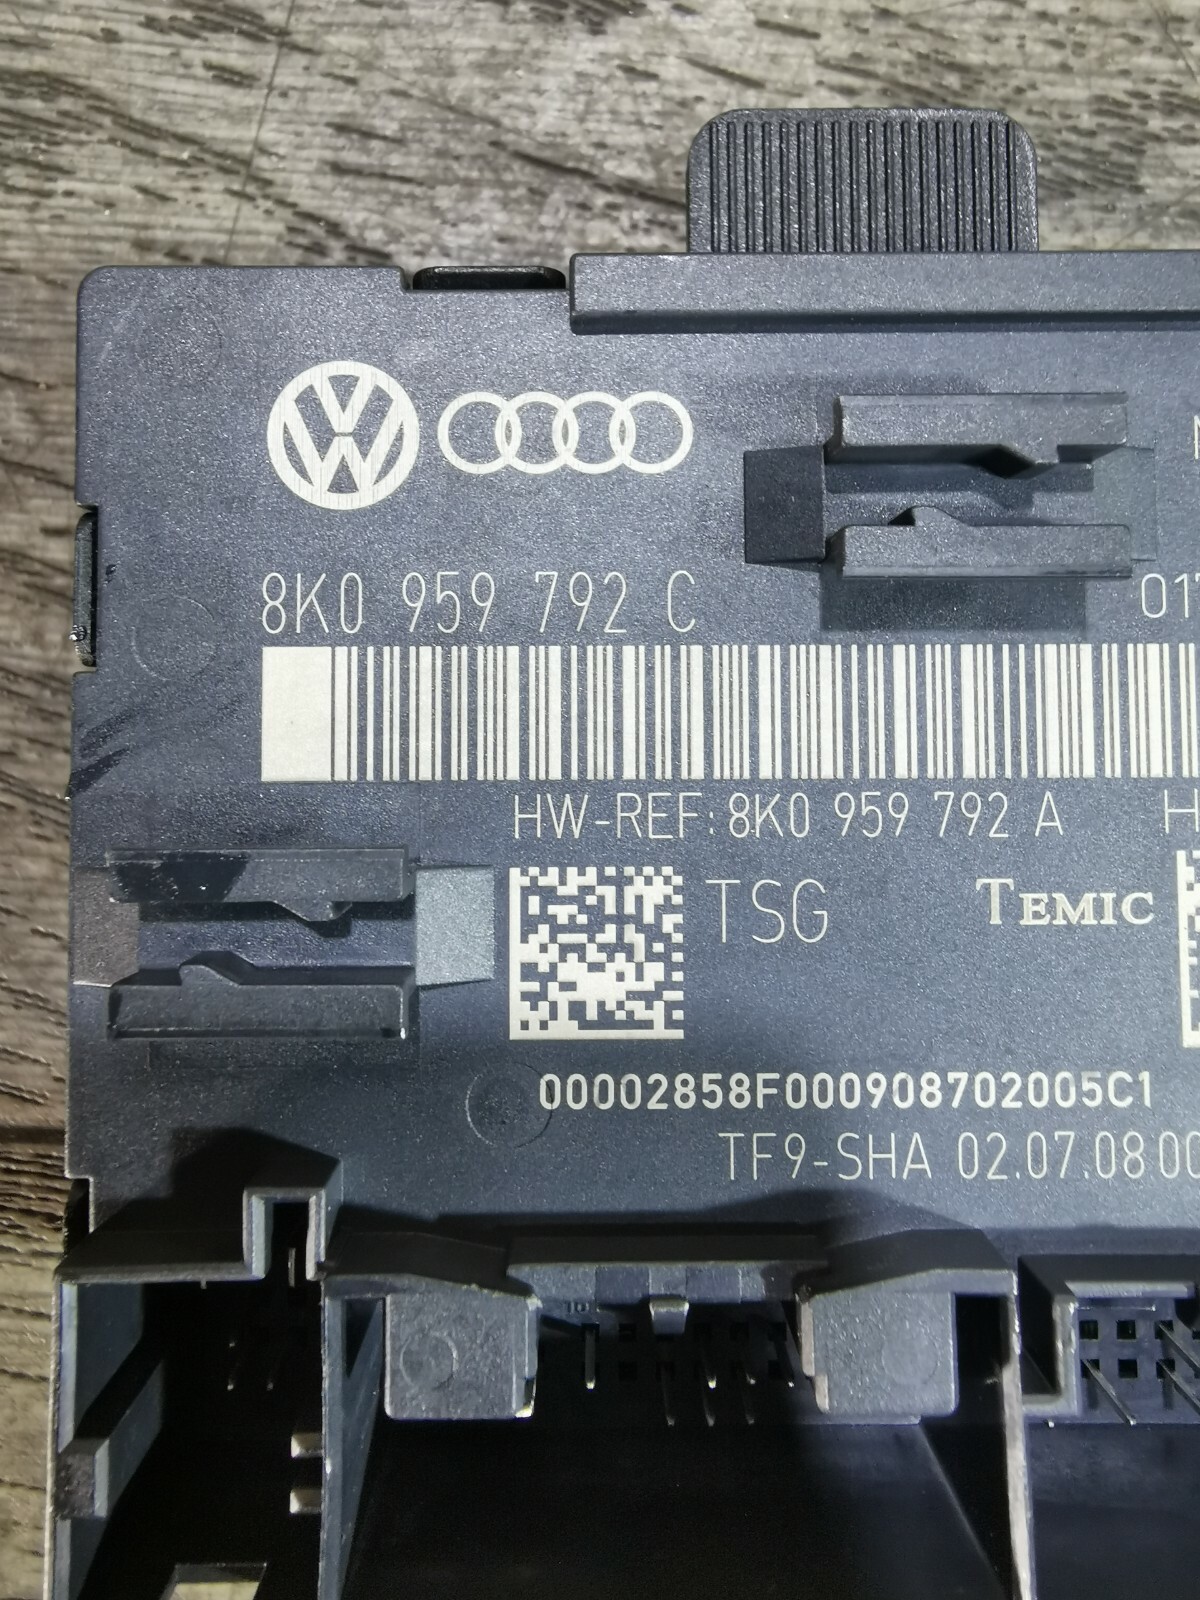 8K0 959 792 C
HW-REF: 8K0 959 792 A
TSG
TEMIC
00002858F000908702005C1
TF9-SHA 02.07.08